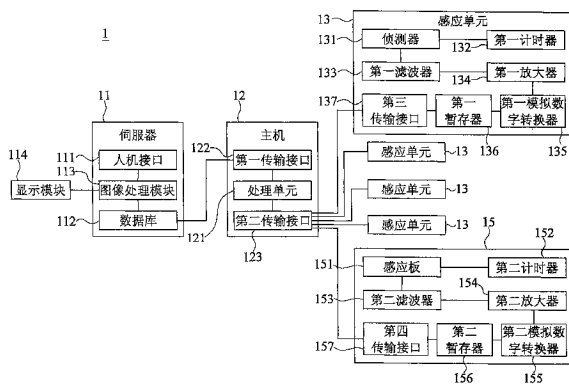 1
11
伺服器
111
人机接口
113
图像处理模块
112
数据库
114
显示模块
12
主机
122
第一传输接口
处理单元
121
第二传输接口
123
13
感应单元
131
侦测器
第一计时器
132
133
第一滤波器
第一放大器
134
137
第三
传输接口
第一
暂存器
136
第一模拟数
字转换器
135
感应单元
13
感应单元
13
感应单元
13
15
151
感应板
第二计时器
152
153
第二滤波器
154
第二放大器
第四
传输接口
157
第二
暂存器
156
第二模拟数
字转换器
155